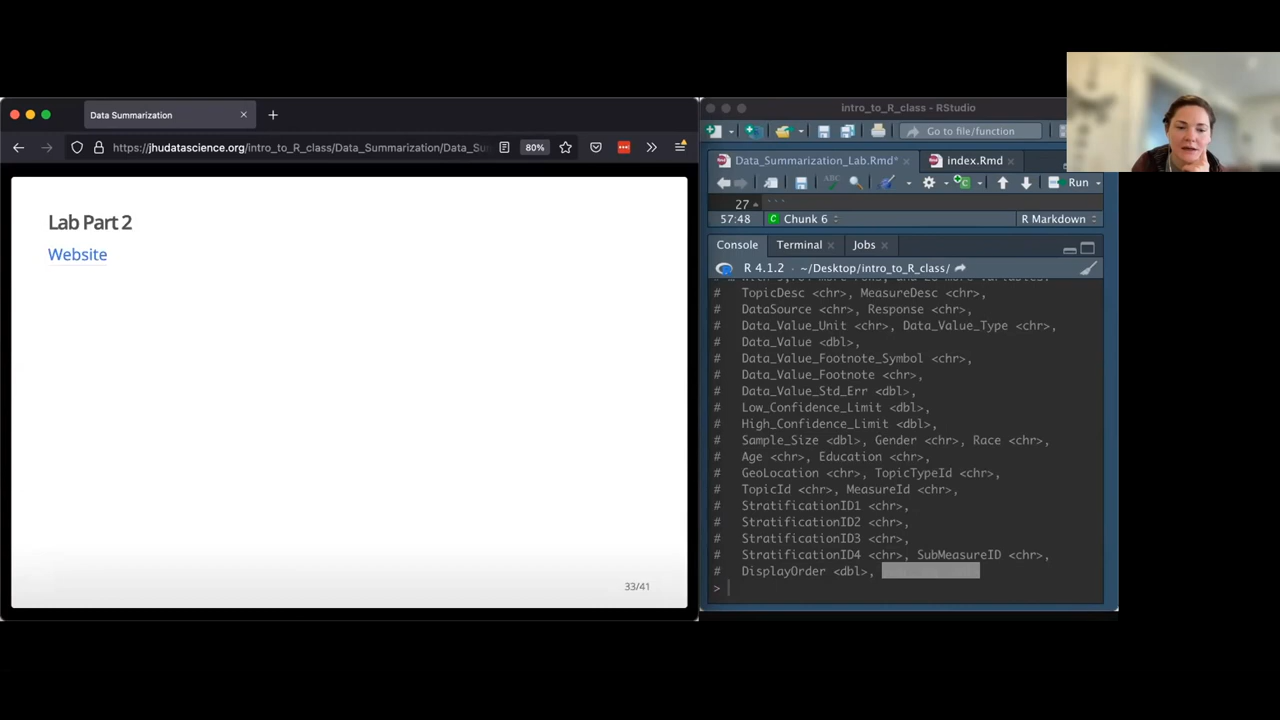 Data Summarization
https://jhudatascience.org/intro_to_R_class/Data_Summarization/Data_Su
80%
Lab Part 2
Website
33/41
intro_to_R_class - RStudio
Go to file/function
Data_Summarization_Lab.Rmd*
index.Rmd
ABC
Run
27 ```
57:48
C Chunk 6
R Markdown
Console
Terminal
Jobs
R 4.1.2 · ~/Desktop/intro_to_R_class/
# TopicDesc <chr>, MeasureDesc <chr>,
# DataSource <chr>, Response <chr>,
# Data_Value_Unit <chr>, Data_Value_Type <chr>,
# Data_Value <dbl>,
# Data_Value_Footnote_Symbol <chr>,
# Data_Value_Footnote <chr>,
# Data_Value_Std_Err <dbl>,
# Low_Confidence_Limit <dbl>,
# High_Confidence_Limit <dbl>,
# Sample_Size <dbl>, Gender <chr>, Race <chr>,
# Age <chr>, Education <chr>,
# GeoLocation <chr>, TopicTypeId <chr>,
# TopicId <chr>, MeasureId <chr>,
# StratificationID1 <chr>,
# StratificationID2 <chr>,
# StratificationID3 <chr>,
# StratificationID4 <chr>, SubMeasureID <chr>,
# DisplayOrder <dbl>,
>